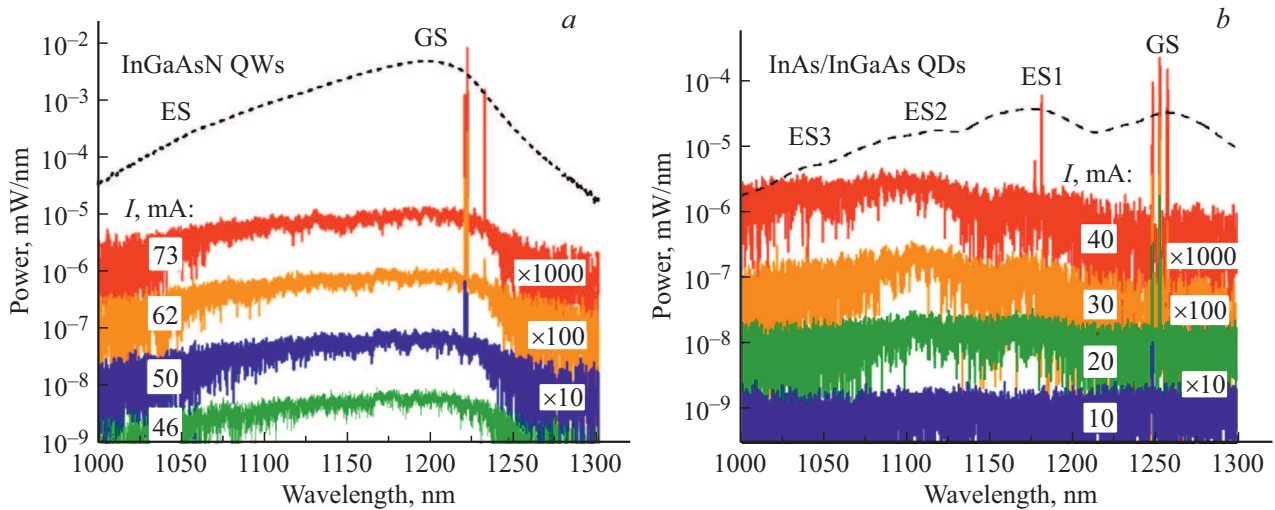 a
10⁻²
GS
InGaAsN QWs
10⁻³
ES
10⁻⁴
I, mA:
10⁻⁵
73
×1000
10⁻⁶
62
×100
10⁻⁷
50
×10
10⁻⁸
46
10⁻⁹
Power, mW/nm
1000 1050 1100 1150 1200 1250 1300
Wavelength, nm
b
GS
InAs/InGaAs QDs
ES1
10⁻⁴
ES2
ES3
10⁻⁵
I, mA:
10⁻⁶
40
×1000
10⁻⁷
30
×100
10⁻⁸
20
×10
10⁻⁹
10
Power, mW/nm
1000 1050 1100 1150 1200 1250 1300
Wavelength, nm